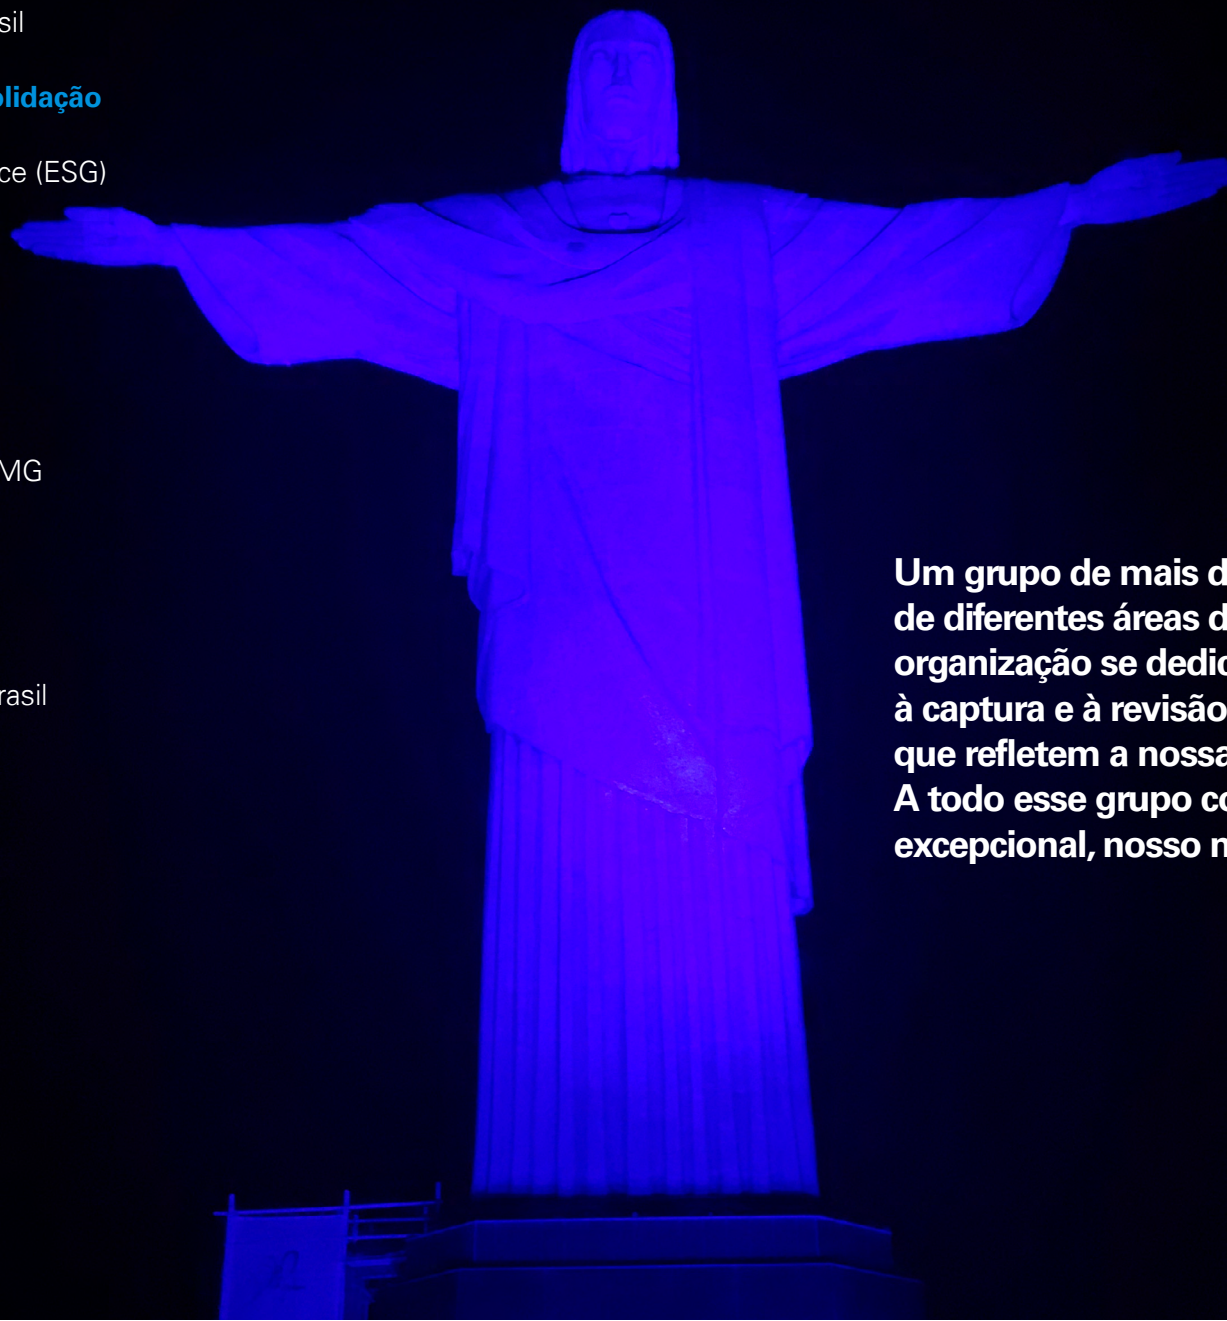 sil
olidação
ce (ESG)
MG
rasil
Um grupo de mais d
de diferentes áreas d
organização se dedic
à captura e à revisão
que refletem a nossa
A todo esse grupo co
excepcional, nosso n